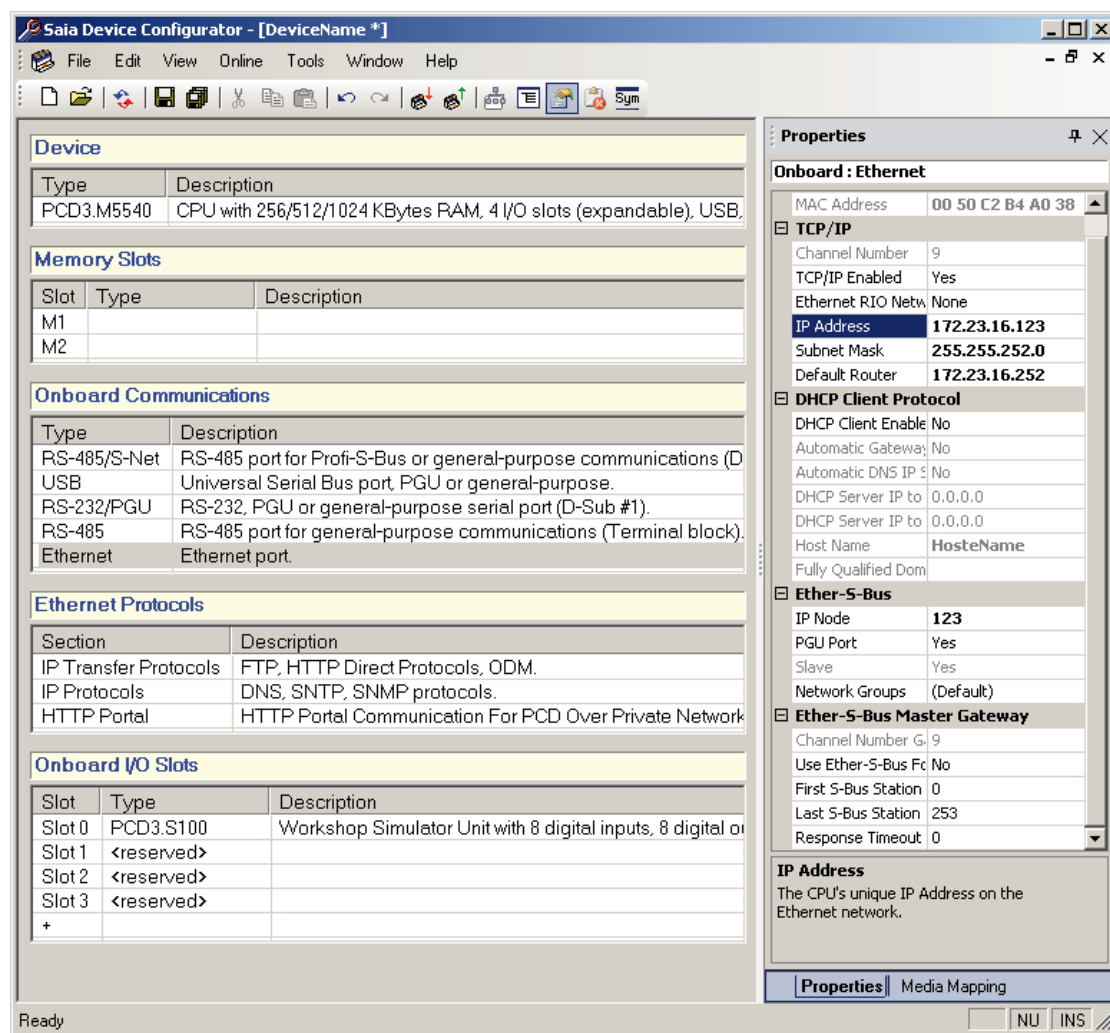 Saia Device Configurator - [DeviceName *]
File Edit View Online Tools Window Help
Sym
Device
Type Description
PCD3.M5540 CPU with 256/512/1024 KBytes RAM, 4 I/O slots (expandable), USB,
Memory Slots
Slot Type Description
M1
M2
Onboard Communications
Type Description
RS-485/S-Net RS-485 port for Profi-S-Bus or general-purpose communications (D
USB Universal Serial Bus port, PGU or general-purpose.
RS-232/PGU RS-232, PGU or general-purpose serial port (D-Sub #1).
RS-485 RS-485 port for general-purpose communications (Terminal block).
Ethernet Ethernet port.
Ethernet Protocols
Section Description
IP Transfer Protocols FTP, HTTP Direct Protocols, ODM.
IP Protocols DNS, SNTP, SNMP protocols.
HTTP Portal HTTP Portal Communication For PCD Over Private Network
Onboard I/O Slots
Slot Type Description
Slot 0 PCD3.S100 Workshop Simulator Unit with 8 digital inputs, 8 digital ou
Slot 1 <reserved>
Slot 2 <reserved>
Slot 3 <reserved>
+
Properties
Onboard : Ethernet
MAC Address 00 50 C2 B4 A0 38
TCP/IP
Channel Number 9
TCP/IP Enabled Yes
Ethernet RIO Netw None
IP Address 172.23.16.123
Subnet Mask 255.255.252.0
Default Router 172.23.16.252
DHCP Client Protocol
DHCP Client Enable No
Automatic Gateway No
Automatic DNS IP S No
DHCP Server IP to 0.0.0.0
DHCP Server IP to 0.0.0.0
Host Name HosteName
Fully Qualified Dom
Ether-S-Bus
IP Node 123
PGU Port Yes
Slave Yes
Network Groups (Default)
Ether-S-Bus Master Gateway
Channel Number G. 9
Use Ether-S-Bus Fo No
First S-Bus Station 0
Last S-Bus Station 253
Response Timeout 0
IP Address
The CPU's unique IP Address on the
Ethernet network.
Properties Media Mapping
Ready NU INS